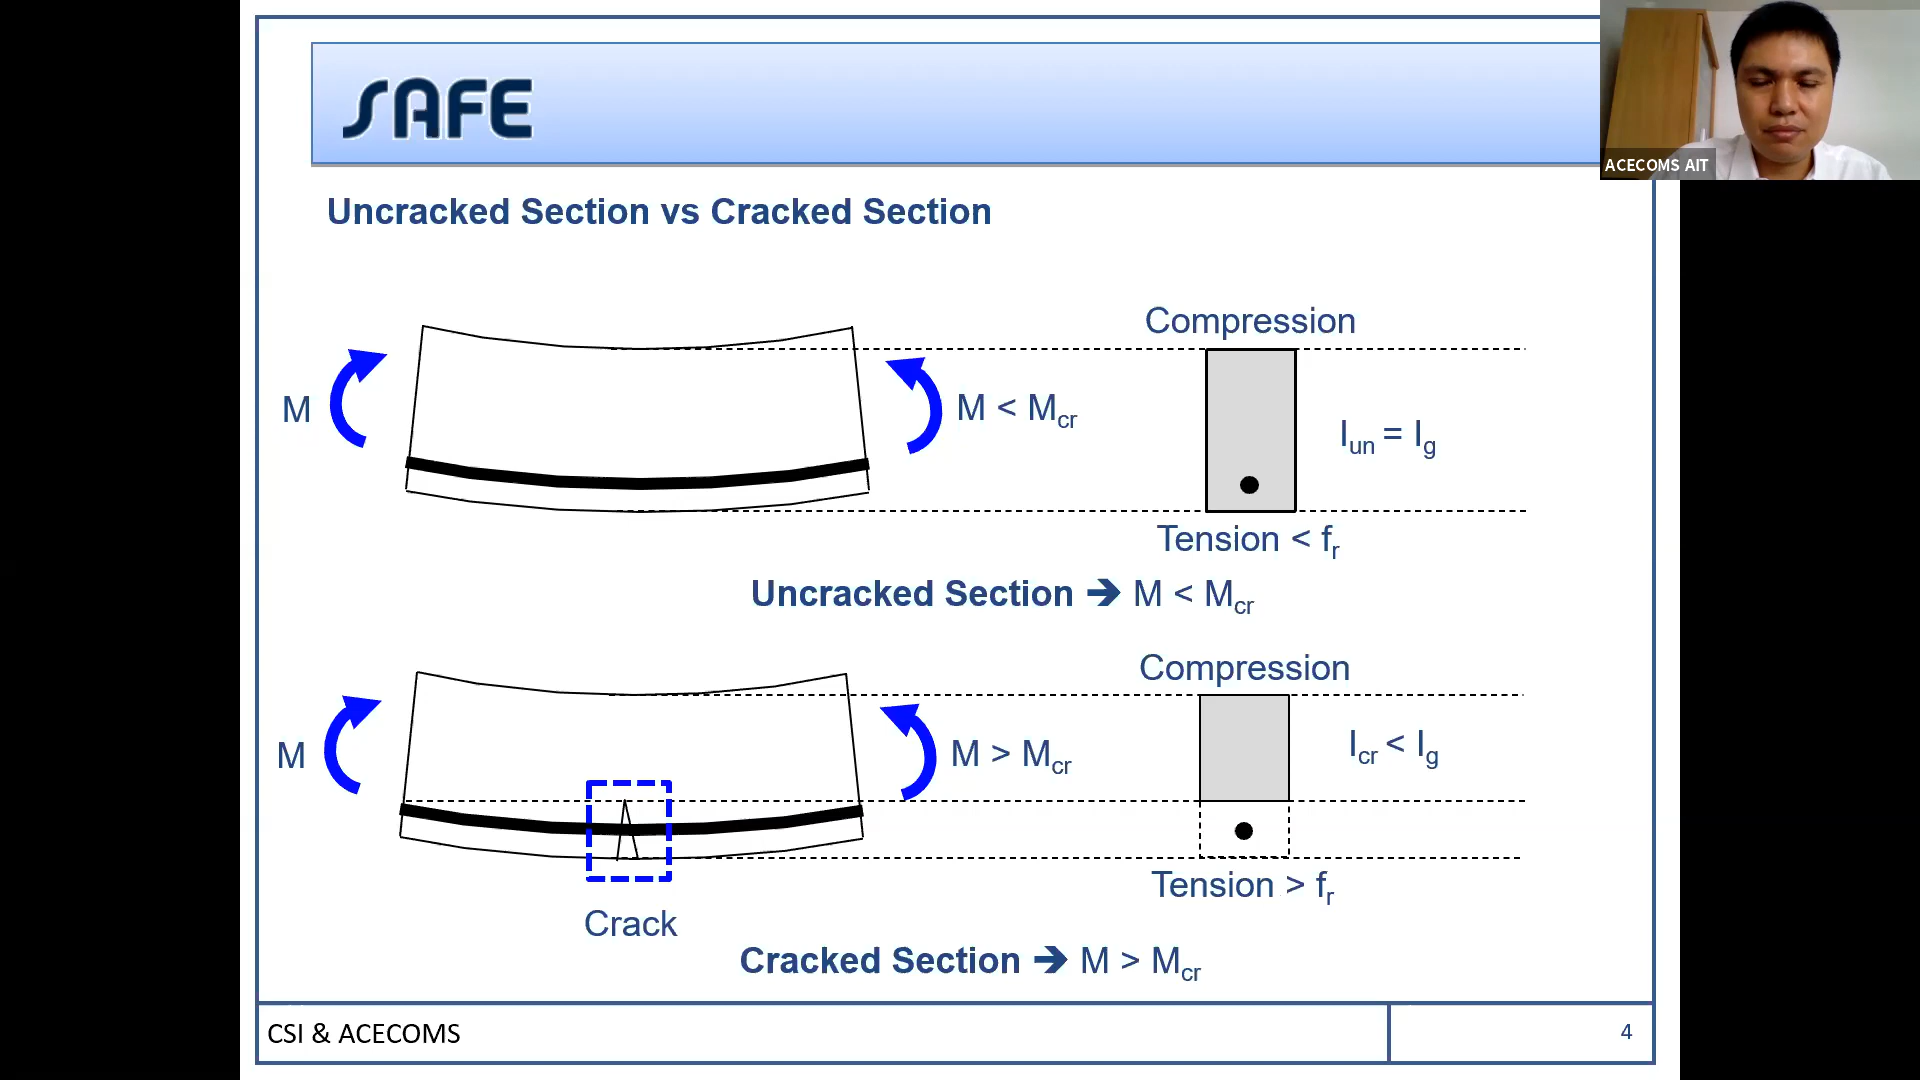 SAFE
ACECOMS AIT
Uncracked Section vs Cracked Section
Compression
M
M < Mcr
Iun = Ig
Tension < fr
Uncracked Section ➔ M < Mcr
Compression
M
M > Mcr
Icr < Ig
Tension > fr
Crack
Cracked Section ➔ M > Mcr
CSI & ACECOMS
4